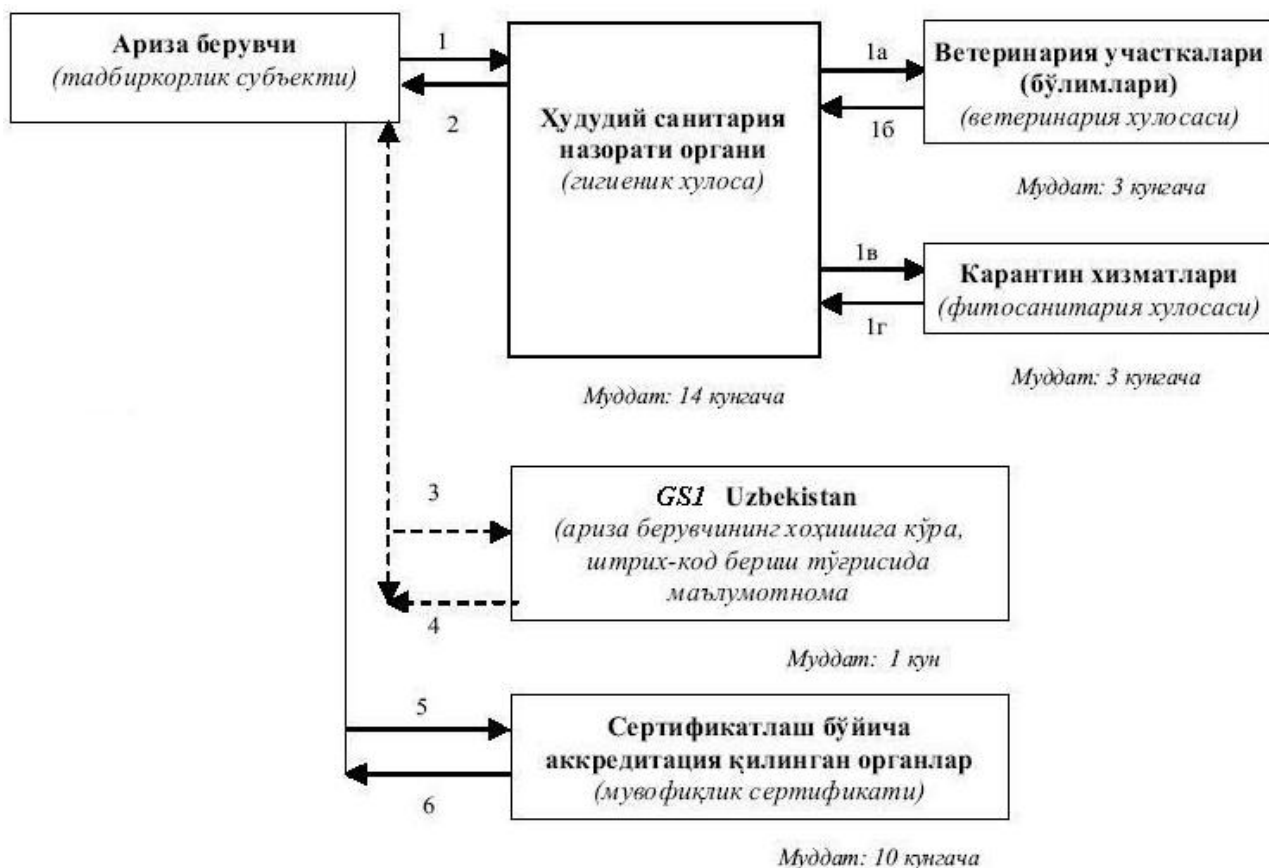 Ариза берувчи
(тадбиркорлик субъекти)
1
2
Ҳудудий санитария
назорати органи
(гигиеник хулоса)
Муддат: 14 кунгача
1а
1б
Ветеринария участкалари
(бўлимлари)
(ветеринария хулосаси)
Муддат: 3 кунгача
1в
1г
Карантин хизматлари
(фитосанитария хулосаси)
Муддат: 3 кунгача
3
4
GS1 Uzbekistan
(ариза берувчининг хоҳишига кўра,
штрих-код бериш тўғрисида
маълумотнома
Муддат: 1 кун
5
6
Сертификатлаш бўйича
аккредитация қилинган органлар
(мувофиқлик сертификати)
Муддат: 10 кунгача